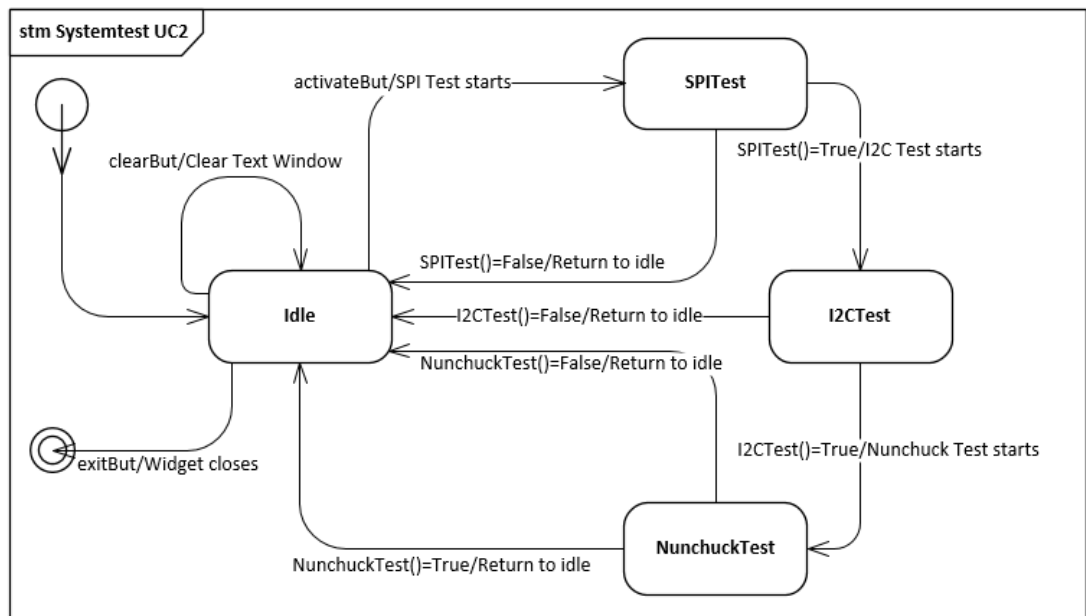 stm Systemtest UC2
activateBut/SPI Test starts
SPITest
clearBut/Clear Text Window
SPITest()=True/I2C Test starts
SPITest()=False/Return to idle
Idle
I2CTest()=False/Return to idle
I2CTest
NunchuckTest()=False/Return to idle
exitBut/Widget closes
I2CTest()=True/Nunchuck Test starts
NunchuckTest
NunchuckTest()=True/Return to idle